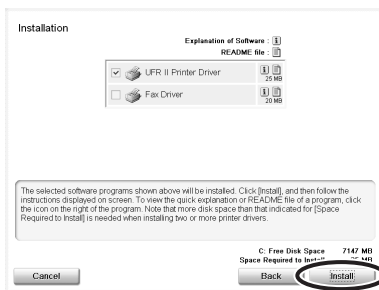 Installation
Explanation of Software :
README file :
UFR II Printer Driver
25 MB
Fax Driver
20 MB
The selected software programs shown above will be installed. Click [Install], and then follow the
instructions displayed on screen. To view the quick explanation or README file of a program, click
the icon on the right of the program. Note that more disk space than that indicated for [Space
Required to Install] is needed when installing two or more printer drivers.
C: Free Disk Space 7147 MB
Space Required to Install MB
Cancel
Back
Install